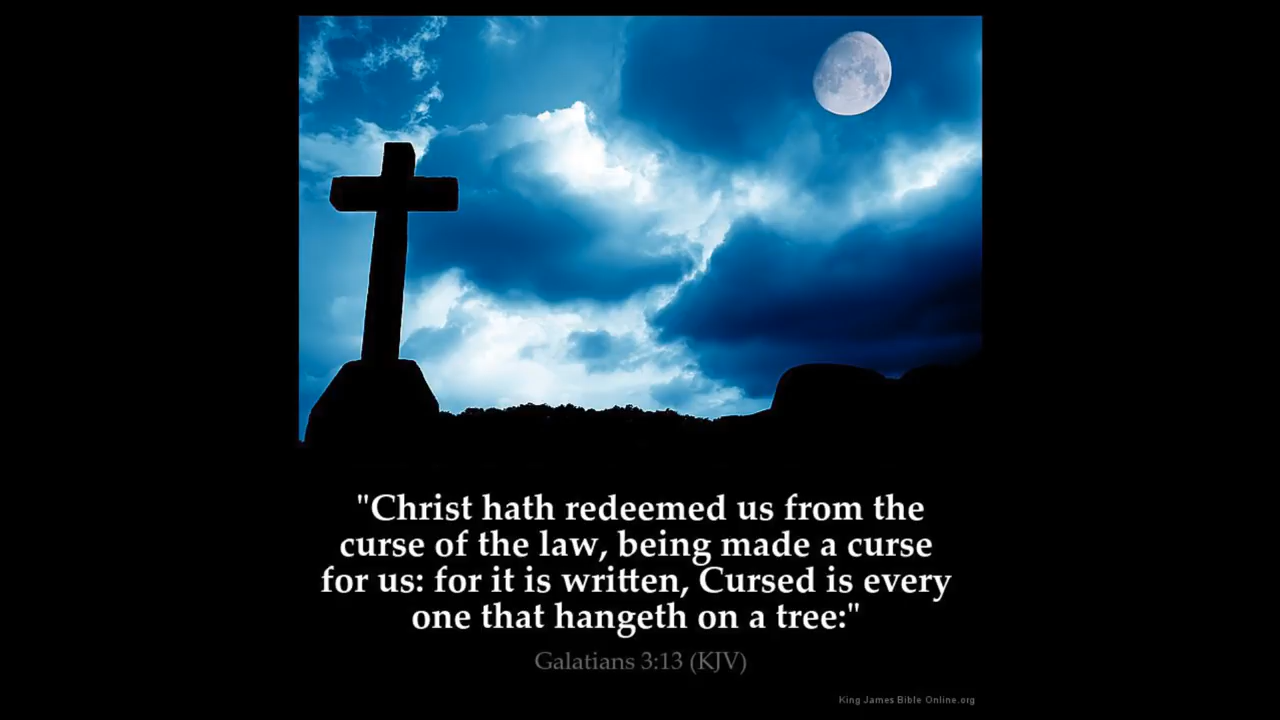 "Christ hath redeemed us from the
curse of the law, being made a curse
for us: for it is written, Cursed is every
one that hangeth on a tree:"
Galatians 3:13 (KJV)
King James Bible Online.org